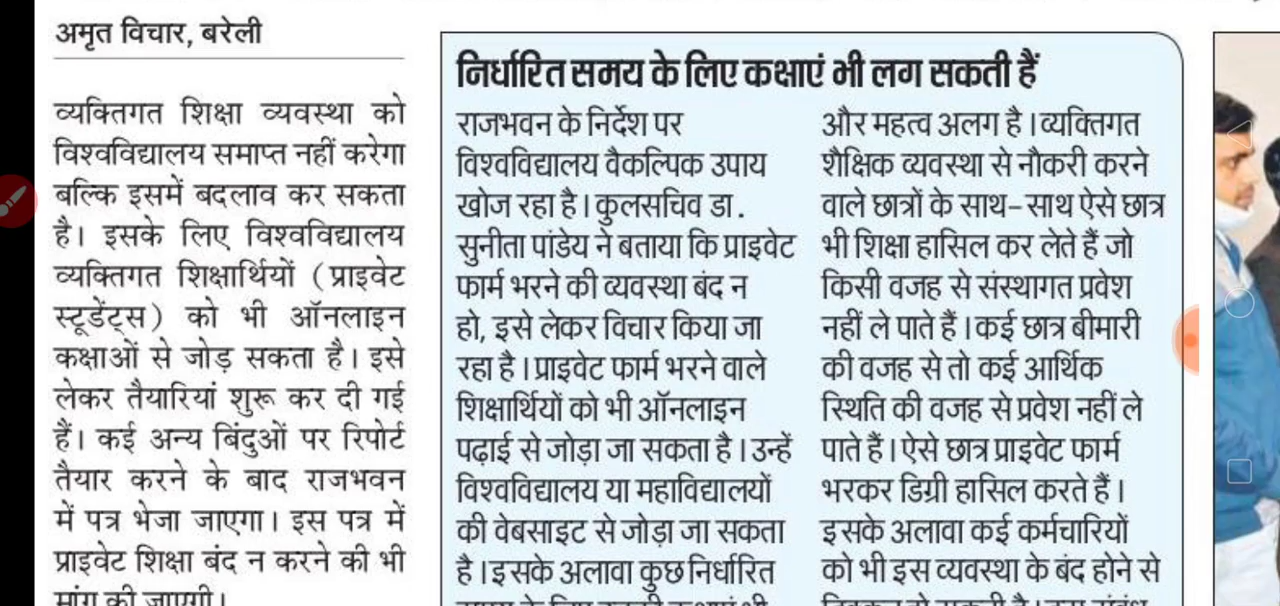 अमृत विचार, बरेली
व्यक्तिगत शिक्षा व्यवस्था को
विश्वविद्यालय समाप्त नहीं करेगा
बल्कि इसमें बदलाव कर सकता
है। इसके लिए विश्वविद्यालय
व्यक्तिगत शिक्षार्थियों (प्राइवेट
स्टूडेंट्स) को भी ऑनलाइन
कक्षाओं से जोड़ सकता है। इसे
लेकर तैयारियां शुरू कर दी गई
हैं। कई अन्य बिंदुओं पर रिपोर्ट
तैयार करने के बाद राजभवन
में पत्र भेजा जाएगा। इस पत्र में
प्राइवेट शिक्षा बंद न करने की भी
मांग की जाएगी।
निर्धारित समय के लिए कक्षाएं भी लग सकती हैं
राजभवन के निर्देश पर
विश्वविद्यालय वैकल्पिक उपाय
खोज रहा है। कुलसचिव डा.
सुनीता पांडेय ने बताया कि प्राइवेट
फार्म भरने की व्यवस्था बंद न
हो, इसे लेकर विचार किया जा
रहा है। प्राइवेट फार्म भरने वाले
शिक्षार्थियों को भी ऑनलाइन
पढ़ाई से जोड़ा जा सकता है। उन्हें
विश्वविद्यालय या महाविद्यालयों
की वेबसाइट से जोड़ा जा सकता
है। इसके अलावा कुछ निर्धारित
और महत्व अलग है। व्यक्तिगत
शैक्षिक व्यवस्था से नौकरी करने
वाले छात्रों के साथ-साथ ऐसे छात्र
भी शिक्षा हासिल कर लेते हैं जो
किसी वजह से संस्थागत प्रवेश
नहीं ले पाते हैं। कई छात्र बीमारी
की वजह से तो कई आर्थिक
स्थिति की वजह से प्रवेश नहीं ले
पाते हैं। ऐसे छात्र प्राइवेट फार्म
भरकर डिग्री हासिल करते हैं।
इसके अलावा कई कर्मचारियों
को भी इस व्यवस्था के बंद होने से